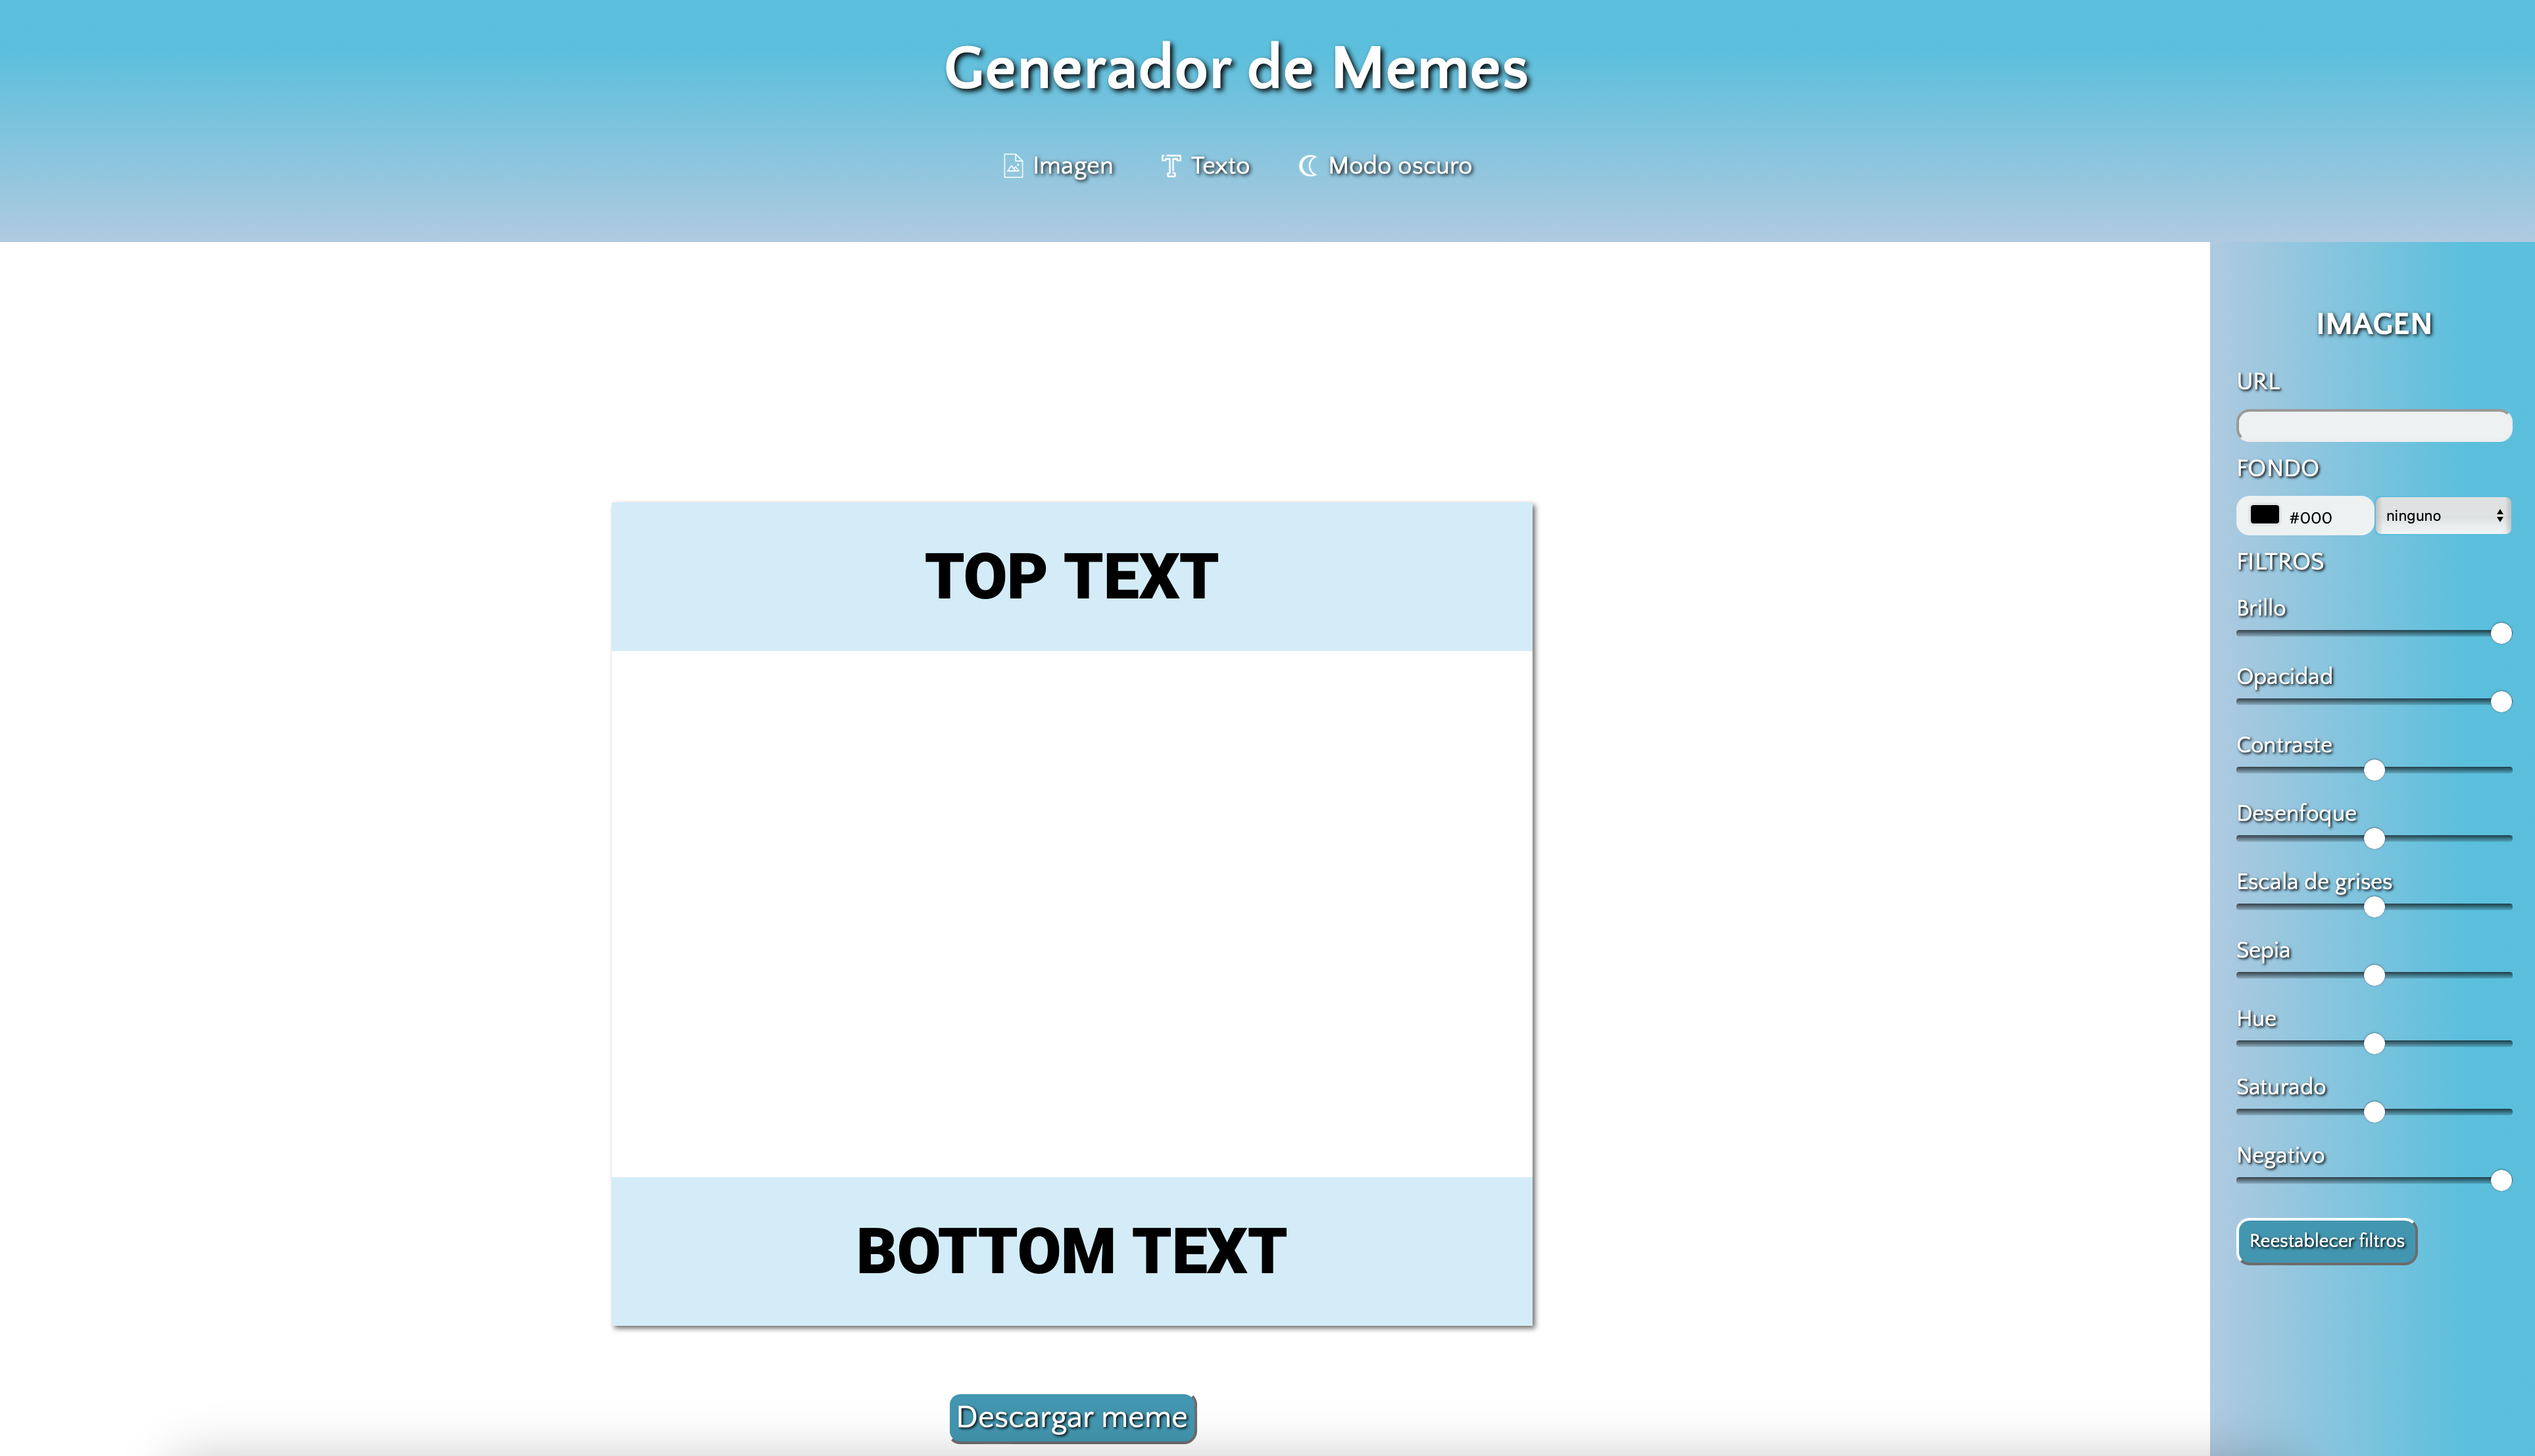 Generador de Memes
Imagen Texto Modo oscuro
TOP TEXT
BOTTOM TEXT
Descargar meme
IMAGEN
URL
FONDO
#000 ninguno
FILTROS
Brillo
Opacidad
Contraste
Desenfoque
Escala de grises
Sepia
Hue
Saturado
Negativo
Reestablecer filtros